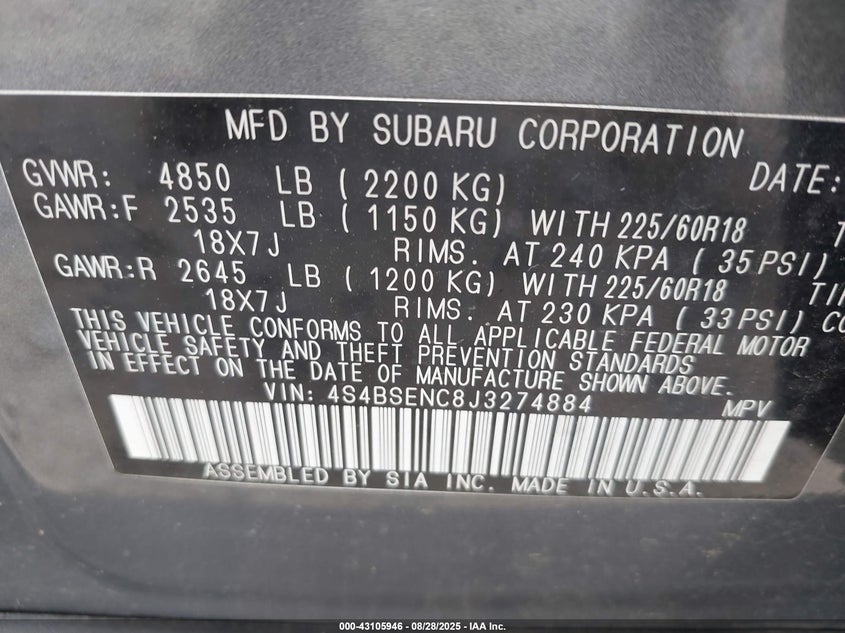 MFD BY SUBARU CORPORATION
GVWR: 4850 LB ( 2200 KG) DATE:
GAWR:F 2535 LB ( 1150 KG) WITH 225/60R18
18X7J RIMS. AT 240 KPA ( 35 PSI)
GAWR:R 2645 LB ( 1200 KG) WITH 225/60R18
18X7J RIMS. AT 230 KPA ( 33 PSI)
THIS VEHICLE CONFORMS TO ALL APPLICABLE FEDERAL MOTOR
VEHICLE SAFETY AND THEFT PREVENTION STANDARDS
IN EFFECT ON THE DATE OF MANUFACTURE SHOWN ABOVE.
VIN: 4S4BSENC8J3274884 MPV
ASSEMBLED BY SIA INC. MADE IN U.S.A.
000-43105946 - 08/28/2025 - IAA Inc.